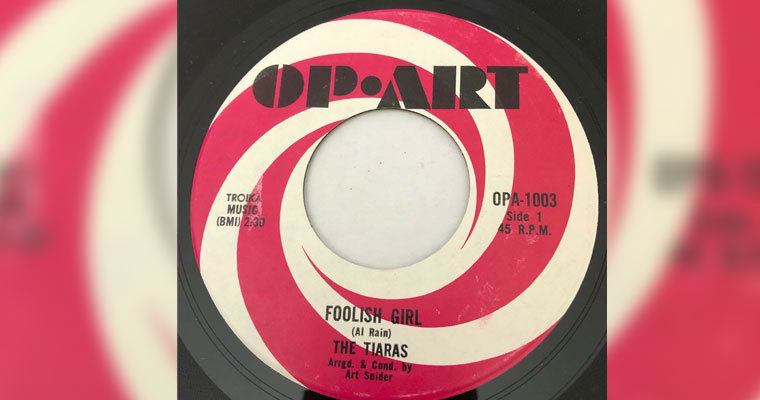 OP•ART
TROIKA
MUSIC
(BMI) 2:30
OPA-1003
Side 1
45 R.P.M.
FOOLISH GIRL
(Al Rain)
THE TIARAS
Arrgd. & Cond. by
Art Snider